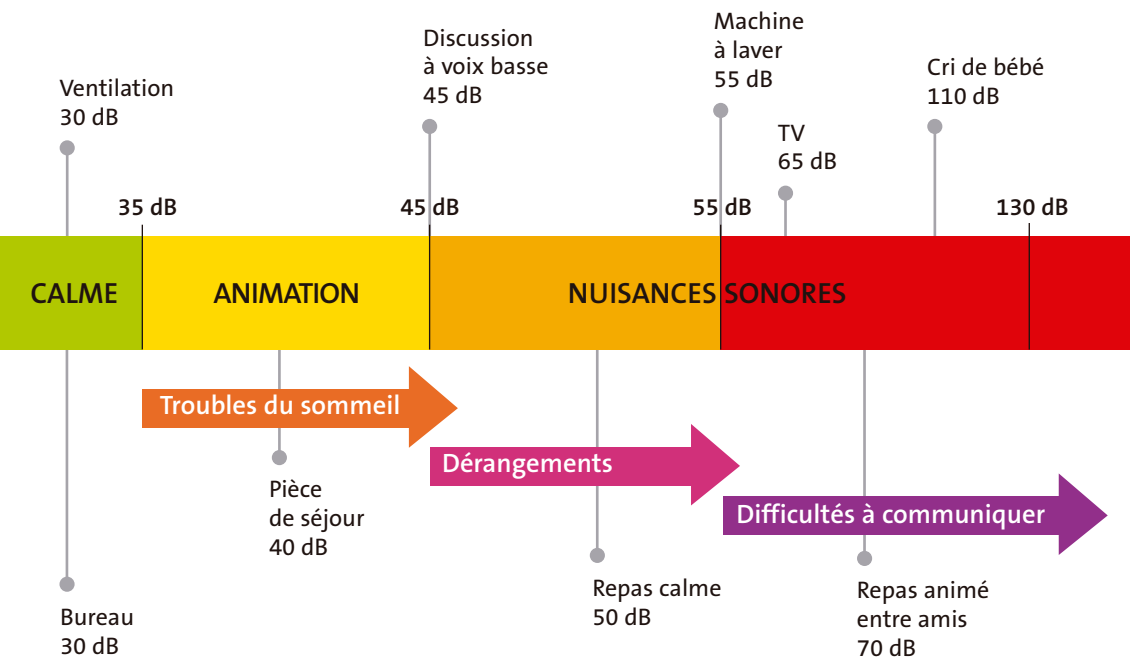 Machine
à laver
55 dB
Discussion
à voix basse
45 dB
Cri de bébé
110 dB
Ventilation
30 dB
TV
65 dB
35 dB
45 dB
55 dB
130 dB
CALME
ANIMATION
NUISANCES SONORES
Troubles du sommeil
Dérangements
Difficultés à communiquer
Pièce
de séjour
40 dB
Repas calme
50 dB
Repas animé
entre amis
70 dB
Bureau
30 dB